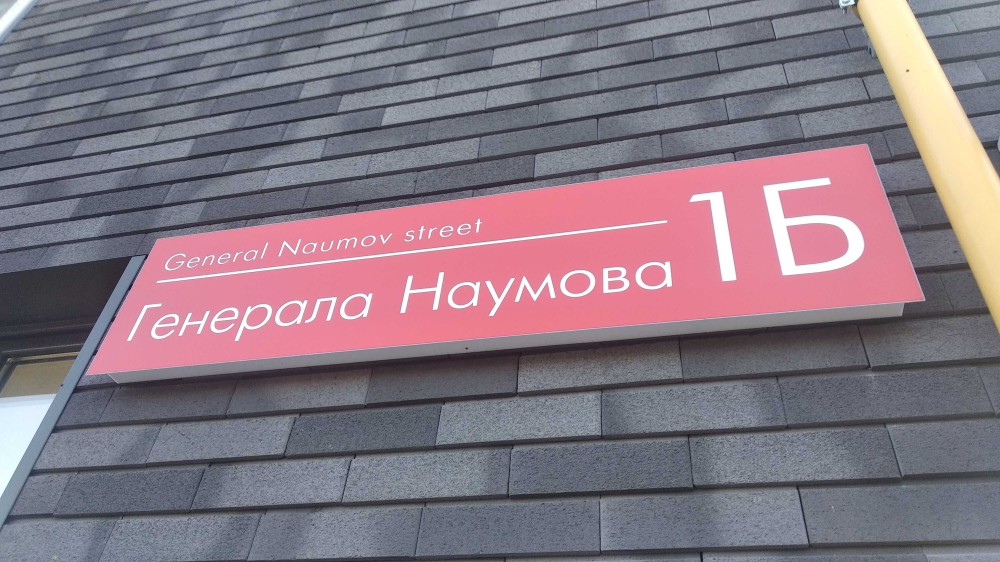 General Naumov street
Генерала Наумова
1Б